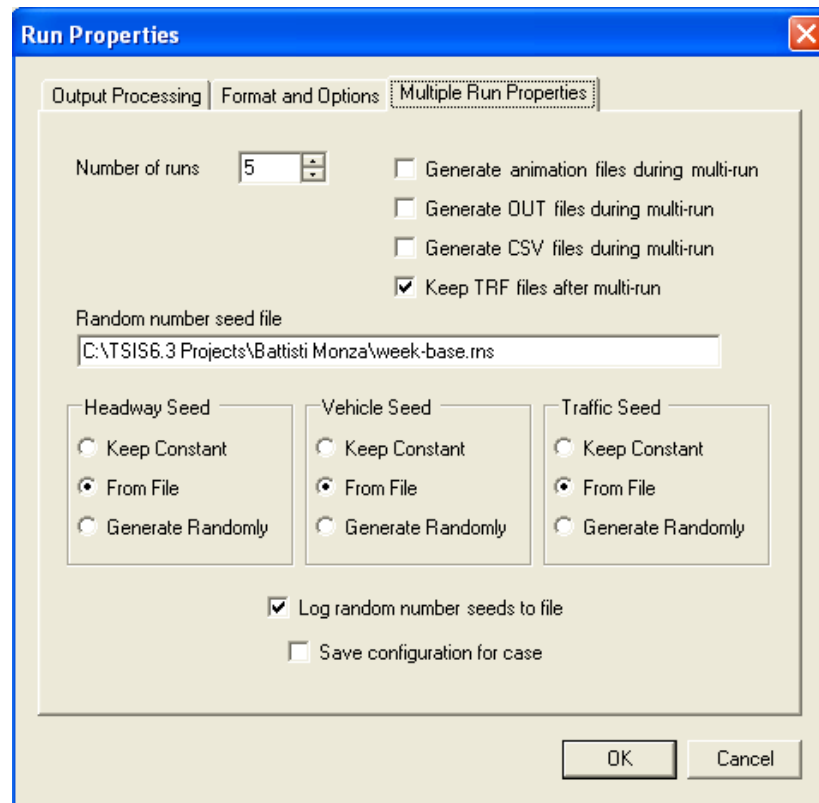 Run Properties
Output Processing
Format and Options
Multiple Run Properties
Number of runs
5
Generate animation files during multi-run
Generate OUT files during multi-run
Generate CSV files during multi-run
Keep TRF files after multi-run
Random number seed file
C:\TSIS6.3 Projects\Battisti Monza\week-base.rns
Headway Seed
Keep Constant
From File
Generate Randomly
Vehicle Seed
Keep Constant
From File
Generate Randomly
Traffic Seed
Keep Constant
From File
Generate Randomly
Log random number seeds to file
Save configuration for case
OK
Cancel